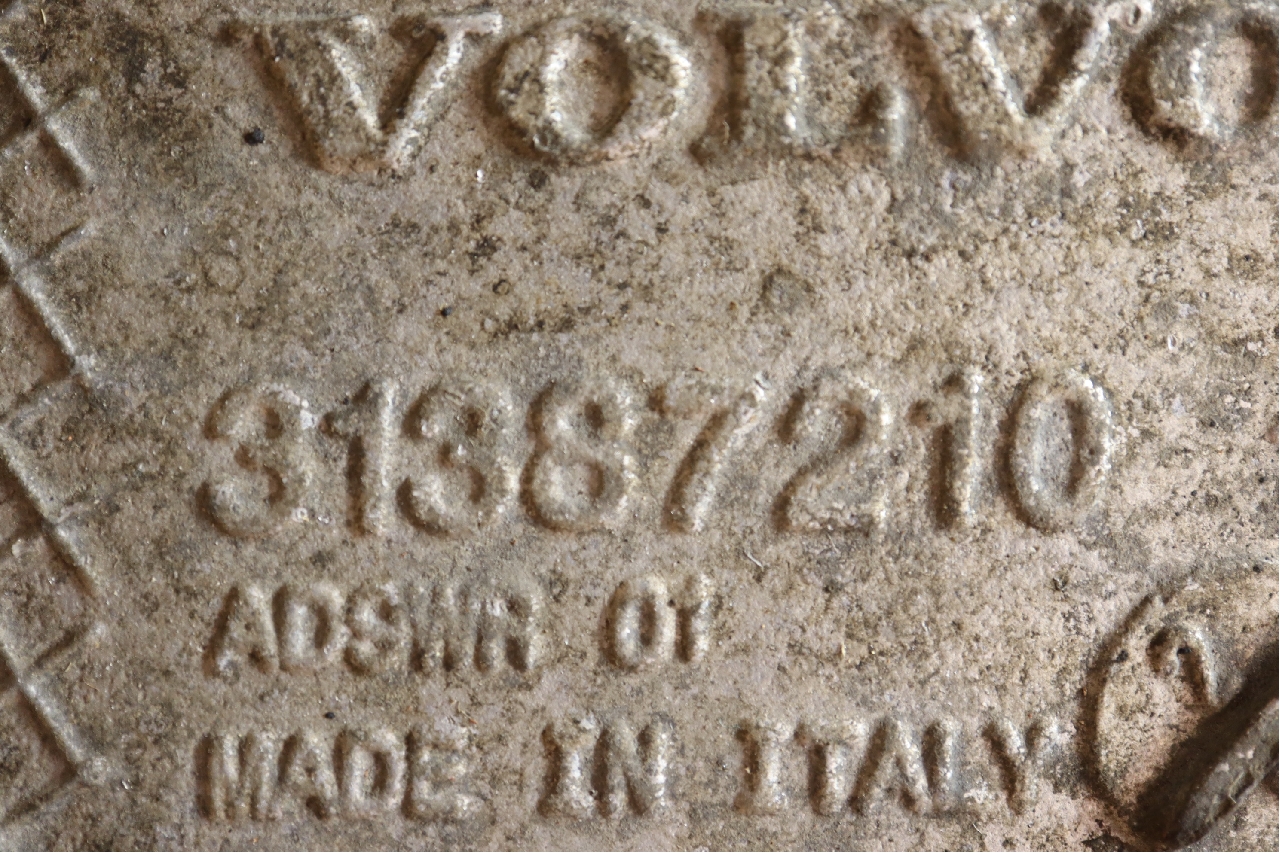 VOLVO
31387210
ADSWR 01
MADE IN ITALY